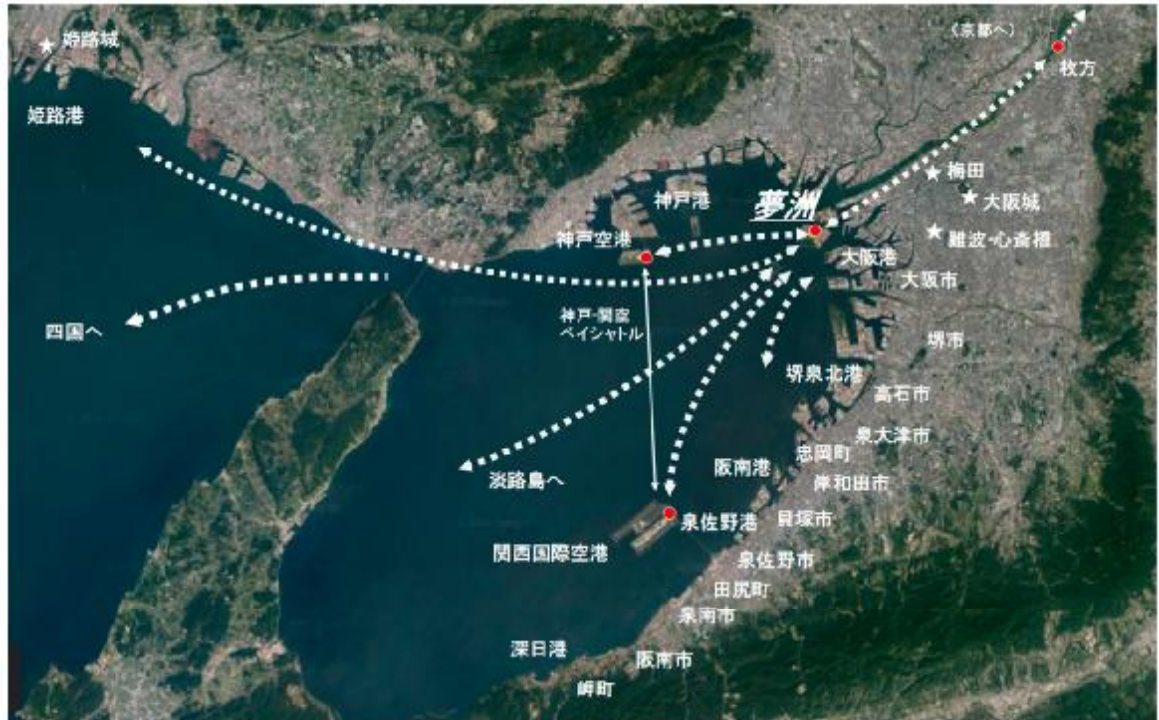 (京都へ)
姫路城
枚方
姫路港
梅田
神戸港
夢洲
大阪城
神戸空港
難波・心斎橋
大阪港
大阪市
神戸-関空
ベイシャトル
四国へ
堺市
堺泉北港
高石市
泉大津市
忠岡町
阪南港
淡路島へ
岸和田市
泉佐野港
貝塚市
関西国際空港
泉佐野市
田尻町
泉南市
深日港
阪南市
岬町